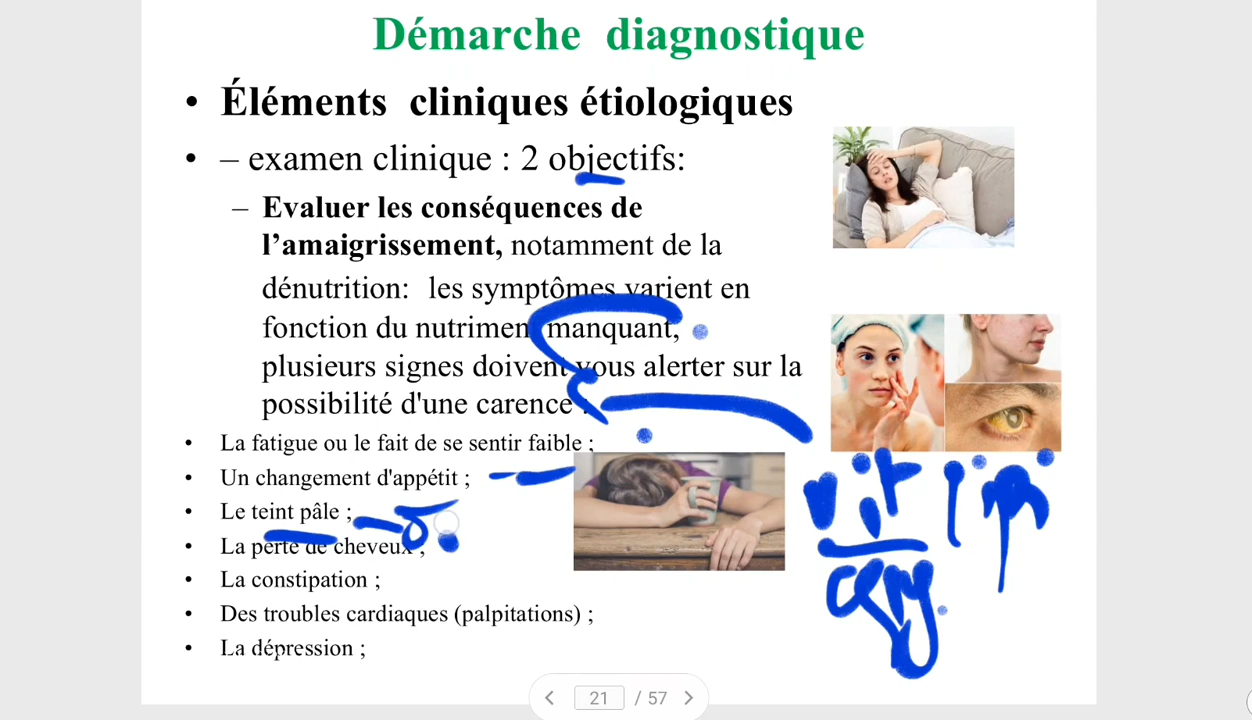 Démarche diagnostique
• Éléments cliniques étiologiques
• – examen clinique : 2 objectifs:
– Evaluer les conséquences de
l’amaigrissement, notamment de la
dénutrition: les symptômes varient en
fonction du nutriment manquant,
plusieurs signes doivent vous alerter sur la
possibilité d'une carence :
• La fatigue ou le fait de se sentir faible ;
• Un changement d'appétit ;
• Le teint pâle ;
• La perte de cheveux ;
• La constipation ;
• Des troubles cardiaques (palpitations) ;
• La dépression ;
21 / 57